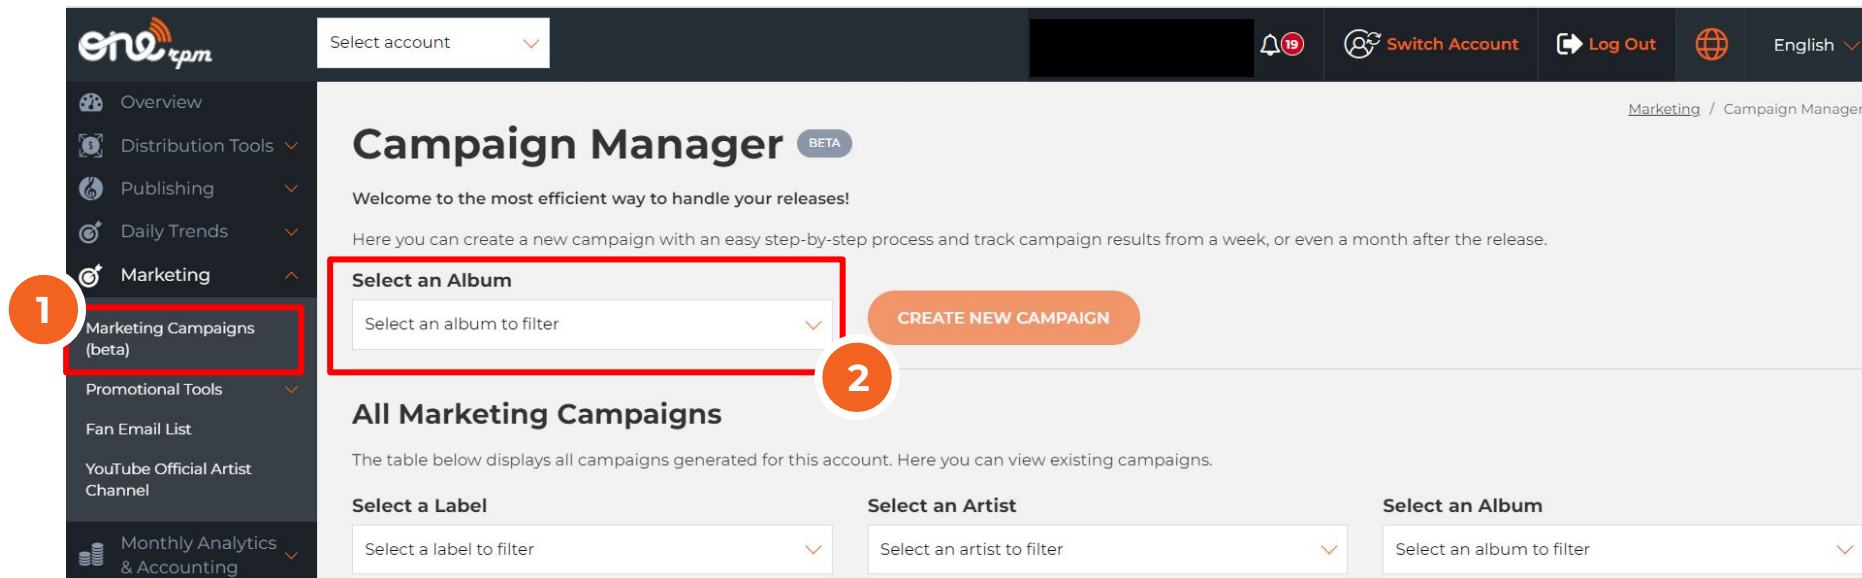 one rpm
Select account
19
Switch Account
Log Out
English
Overview
Distribution Tools
Publishing
Daily Trends
Marketing
1
Marketing Campaigns
(beta)
Promotional Tools
Fan Email List
YouTube Official Artist
Channel
Monthly Analytics
& Accounting
Marketing / Campaign Manager
Campaign Manager BETA
Welcome to the most efficient way to handle your releases!
Here you can create a new campaign with an easy step-by-step process and track campaign results from a week, or even a month after the release.
Select an Album
Select an album to filter
CREATE NEW CAMPAIGN
2
All Marketing Campaigns
The table below displays all campaigns generated for this account. Here you can view existing campaigns.
Select a Label
Select an Artist
Select an Album
Select a label to filter
Select an artist to filter
Select an album to filter